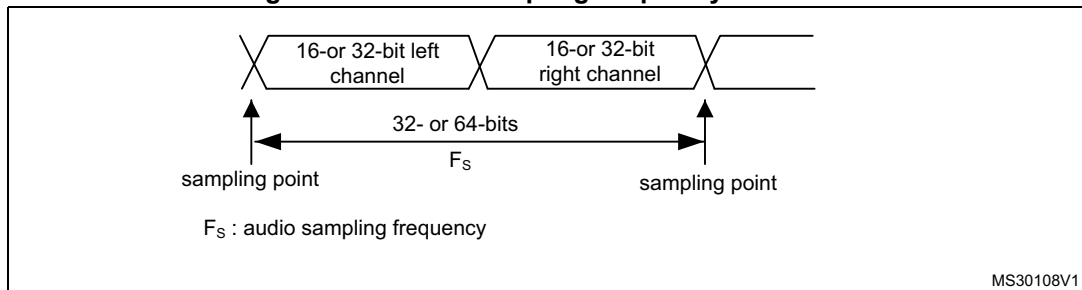 16-or 32-bit left
channel
16-or 32-bit
right channel
32- or 64-bits
FS
sampling point
sampling point
FS : audio sampling frequency
MS30108V1